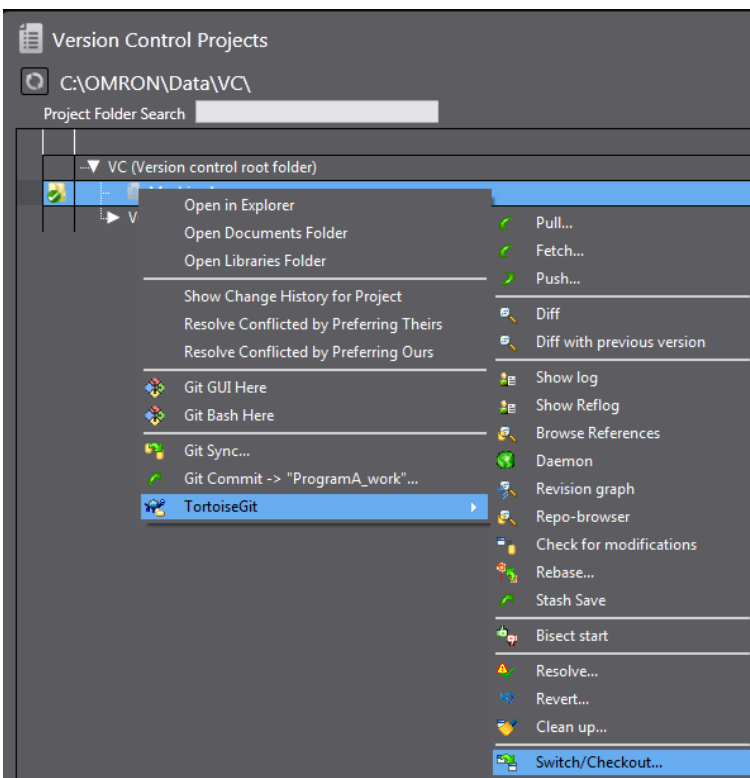 Version Control Projects
C:\OMRON\Data\VC\
Project Folder Search
VC (Version control root folder)
V
Open in Explorer
Open Documents Folder
Open Libraries Folder
Show Change History for Project
Resolve Conflicted by Preferring Theirs
Resolve Conflicted by Preferring Ours
Git GUI Here
Git Bash Here
Git Sync...
Git Commit -> "ProgramA_work"...
TortoiseGit
Pull...
Fetch...
Push...
Diff
Diff with previous version
Show log
Show Reflog
Browse References
Daemon
Revision graph
Repo-browser
Check for modifications
Rebase...
Stash Save
Bisect start
Resolve...
Revert...
Clean up...
Switch/Checkout...